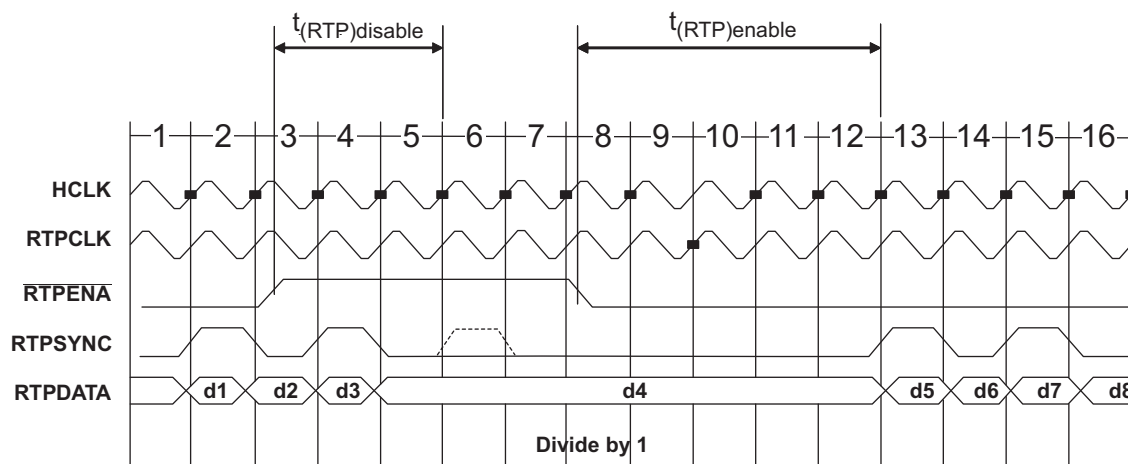 t(RTP)disable
t(RTP)enable
1 2 3 4 5 6 7 8 9 10 11 12 13 14 15 16
HCLK
RTPCLK
RTPENA
RTPSYNC
RTPDATA d1 d2 d3 d4 d5 d6 d7 d8
Divide by 1